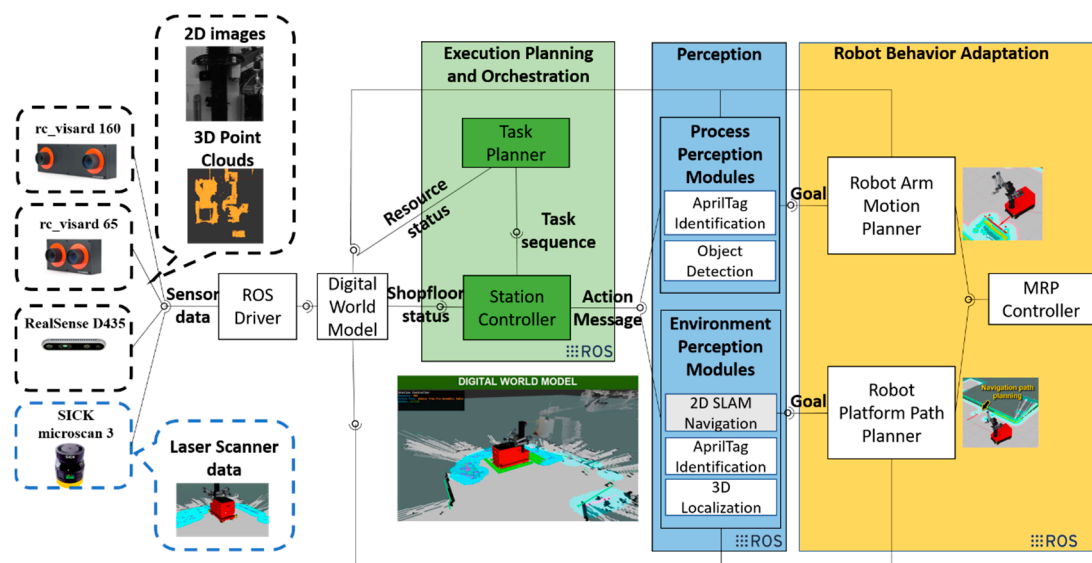 2D images
3D Point
Clouds
rc_visard 160
rc_visard 65
RealSense D435
SICK
microscan 3
Laser Scanner
data
Sensor
data
ROS
Driver
Digital
World
Model
Resource
status
Shopfloor
status
Execution Planning
and Orchestration
Task
Planner
Task
sequence
Station
Controller
ROS
Action
Message
DIGITAL WORLD MODEL
Perception
Process
Perception
Modules
AprilTag
Identification
Object
Detection
Environment
Perception
Modules
2D SLAM
Navigation
AprilTag
Identification
3D
Localization
ROS
Goal
Goal
Robot Behavior Adaptation
Robot Arm
Motion
Planner
Robot
Platform Path
Planner
Navigation path
planning
MRP
Controller
ROS